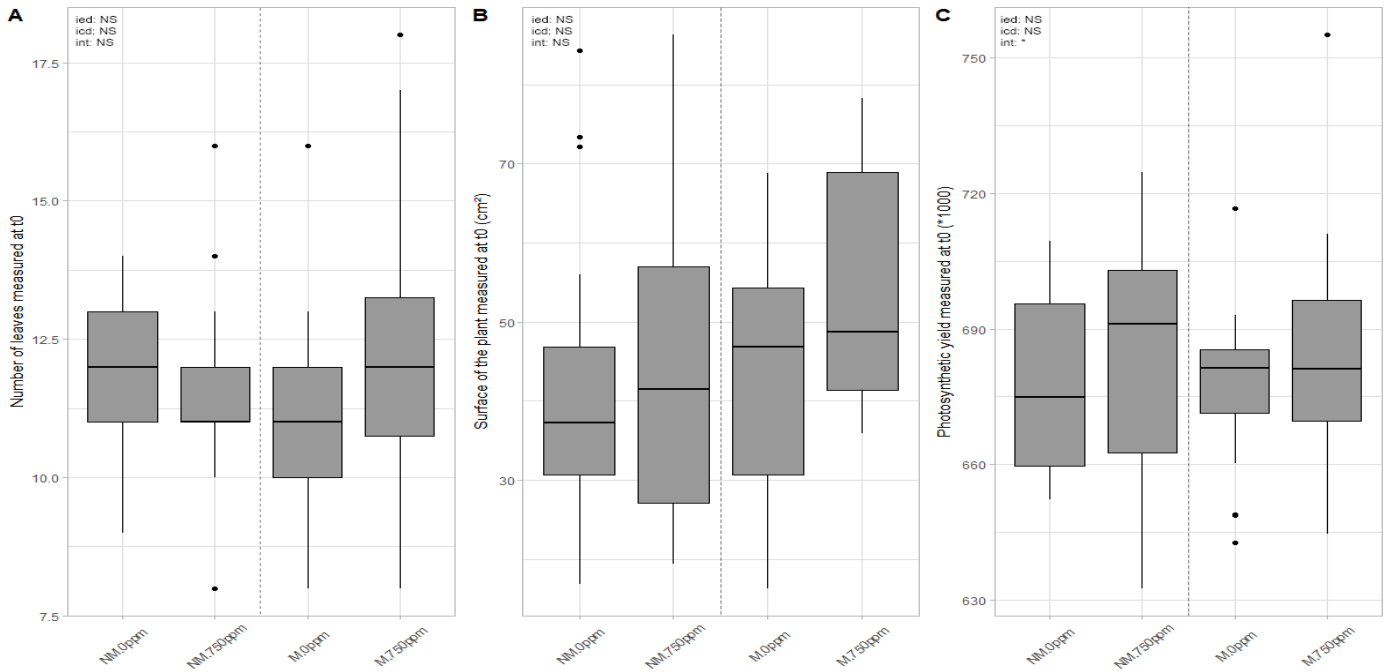 A
ied: NS
icd: NS
int: NS
Number of leaves measured at t0
17.5
15.0
12.5
10.0
7.5
NM.0ppm
NM.750ppm
M.0ppm
M.750ppm
B
ied: NS
icd: NS
int: NS
Surface of the plant measured at t0 (cm²)
70
50
30
NM.0ppm
NM.750ppm
M.0ppm
M.750ppm
C
ied: NS
icd: NS
int: *
Photosynthetic yield measured at t0 (*1000)
750
720
690
660
630
NM.0ppm
NM.750ppm
M.0ppm
M.750ppm